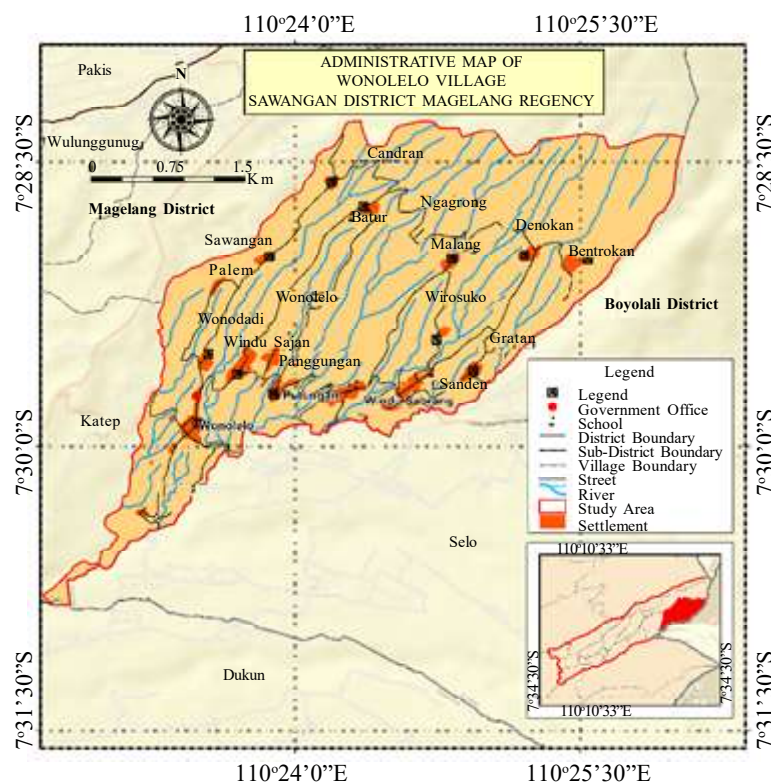 110°24'0”E 110°25'30”E
ADMINISTRATIVE MAP OF
WONOLELO VILLAGE
SAWANGAN DISTRICT MAGELANG REGENCY
Pakis
N
Wulunggunug
7°28'30”S
7°28'30”S
0 0.75 1.5
Km
Candran
Magelang District
Batur
Ngagrong
Denokan
Sawangan
Malang
Bentrokan
Palem
Wonolelo
Wirosuko
Boyolali District
Wonodadi
Windu Sajan
Gratan
Panggungan
Sanden
Katep
Wonolelo
7°30'0”S
7°30'0”S
Legend
Legend
Government Office
School
District Boundary
Sub-District Boundary
Village Boundary
Street
River
Study Area
Settlement
Selo
110°10'33”E
7°34'30”S
7°34'30”S
110°10'33”E
Dukun
7°31'30”S
7°31'30”S
110°24'0”E 110°25'30”E